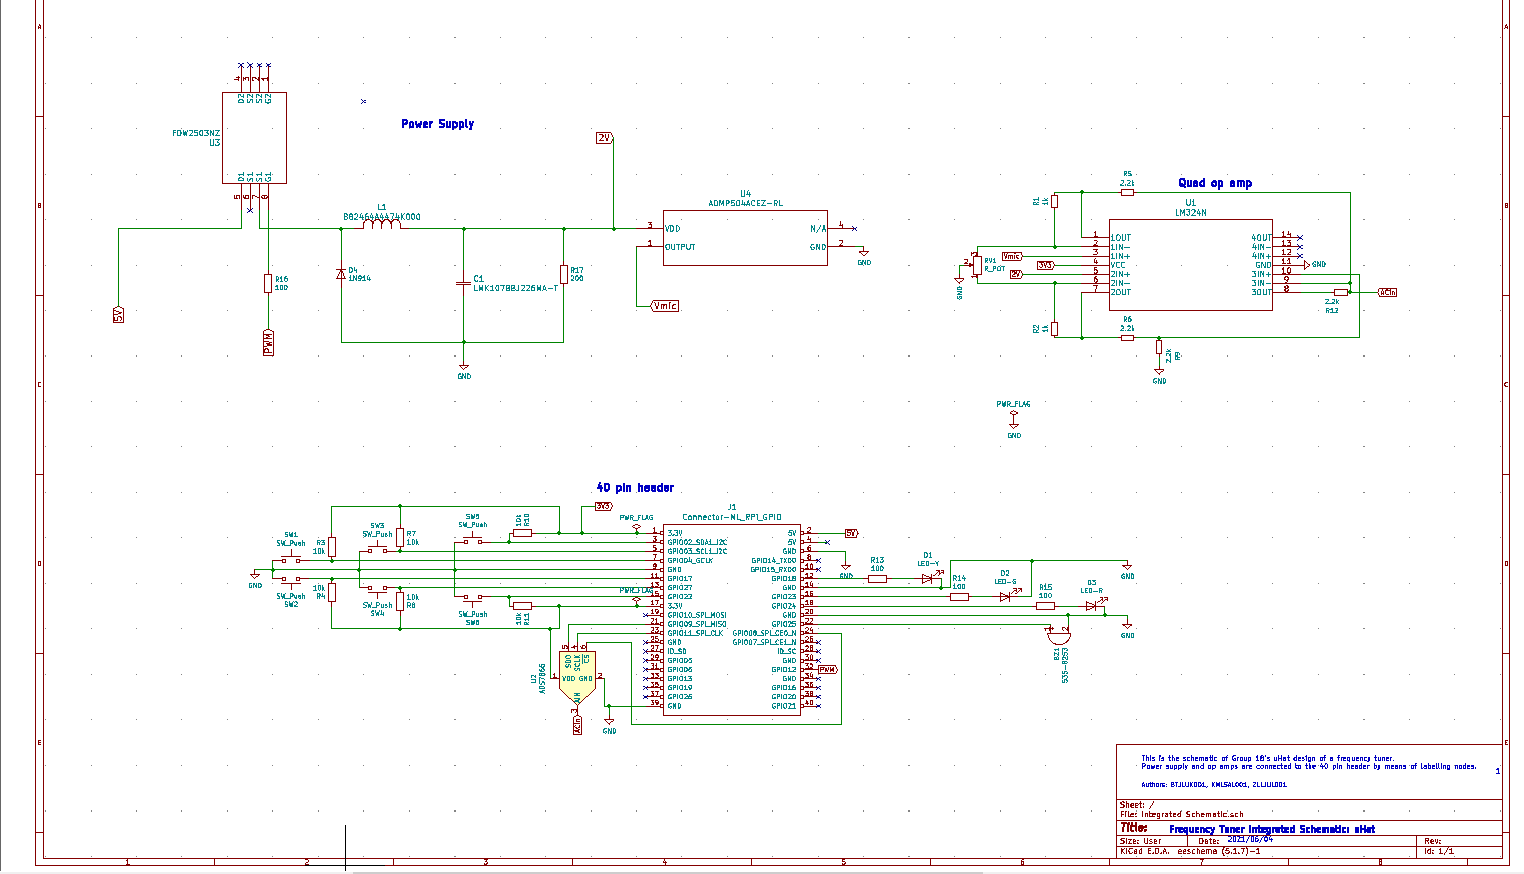 Power Supply
FDW2503NZ
U3
D2
S2
S2
G2
4
3
2
1
D1
S1
S1
G1
5
6
7
8
5V
R16
100
PWM
L1
B82464A4474K000
D4
1N914
C1
LMK107BBJ226MA-T
R17
200
GND
2V
U4
ADMP504ACEZ-RL
3 VDD
1 OUTPUT
N/A 4
GND 2
GND
Vmic
Quad op amp
R5
2.2k
U1
LM324N
R1
1k
RV1
R_POT
2
GND
Vmic
3V3
2V
1 1OUT
2 1IN-
3 1IN+
4 VCC
5 2IN+
6 2IN-
7 2OUT
4OUT 14
4IN- 13
4IN+ 12
GND 11
3IN+ 10
3IN- 9
3OUT 8
GND
2.2k
R12
ACin
R2
1k
R6
2.2k
2.2k
R9
GND
PWR_FLAG
GND
40 pin header
J1
Connector-ML_RPI_GPIO
3V3
PWR_FLAG
SW1
SW_Push
R3
10k
SW3
SW_Push
R7
10k
SW5
SW_Push
10k
R10
GND
SW_Push
SW2
10k
R4
SW_Push
SW4
10k
R8
SW_Push
SW6
10k
R11
PWR_FLAG
1 3.3V
3 GPIO02_SDA1_I2C
5 GPIO03_SCL1_I2C
7 GPIO04_GCLK
9 GND
11 GPIO17
13 GPIO27
15 GPIO22
17 3.3V
19 GPIO10_SPI_MOSI
21 GPIO09_SPI_MISO
23 GPIO11_SPI_CLK
25 GND
27 ID_SD
29 GPIO05
31 GPIO06
33 GPIO13
35 GPIO19
37 GPIO26
39 GND
5V 2
5V 4
GND 6
GPIO14_TXD0 8
GPIO15_RXD0 10
GPIO18 12
GND 14
GPIO23 16
GPIO24 18
GND 20
GPIO25 22
GPIO08_SPI_CE0_N 24
GPIO07_SPI_CE1_N 26
ID_SC 28
GND 30
GPIO12 32
GND 34
GPIO16 36
GPIO20 38
GPIO21 40
5V
GND
PWM
R13
100
D1
LED-Y
R14
100
D2
LED-G
R15
100
D3
LED-R
GND
GND
1
2
BZ1
535-8253
U2
ADS7866
5
4
6
SDO
SCLK
CS
1 VDD GND 2
VIN
3
ACin
GND
This is the schematic of Group 18's uHat design of a frequency tuner.
Power supply and op amps are connected to the 40 pin header by means of labelling nodes.
1
Authors: BTJLUK001, KMLSAL001, ZLLJUL001
Sheet: /
File: Integrated Schematic.sch
Title: Frequency Tuner Integrated Schematic: uHat
Size: User
Date: 2021/06/04
Rev:
KiCad E.D.A. eeschema (5.1.7)-1
Id: 1/1
A
B
C
D
E
A
B
C
D
E
1
2
3
4
5
6
7
8